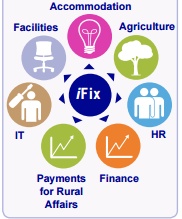 Accommodation
Facilities
Agriculture
iFix
IT
HR
Payments
for Rural
Affairs
Finance